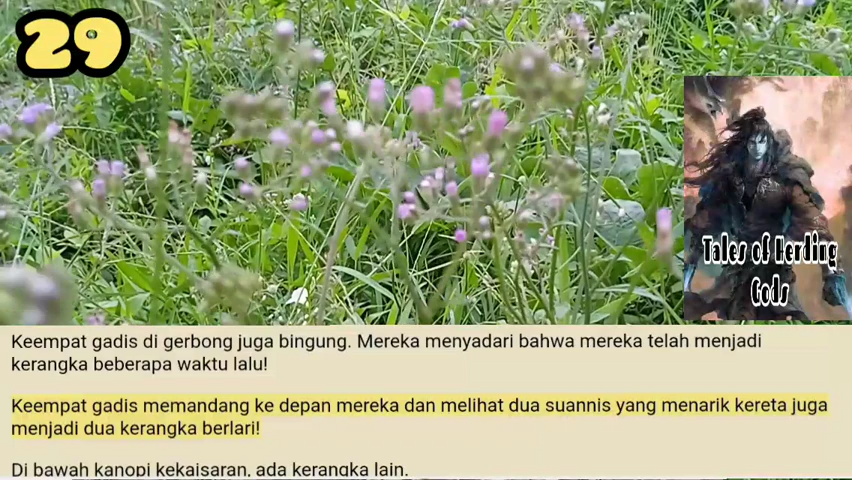 29
Tales of Herding
Gods
Keempat gadis di gerbong juga bingung. Mereka menyadari bahwa mereka telah menjadi
kerangka beberapa waktu lalu!
Keempat gadis memandang ke depan mereka dan melihat dua suannis yang menarik kereta juga
menjadi dua kerangka berlari!
Di bawah kanopi kekaisaran, ada kerangka lain.